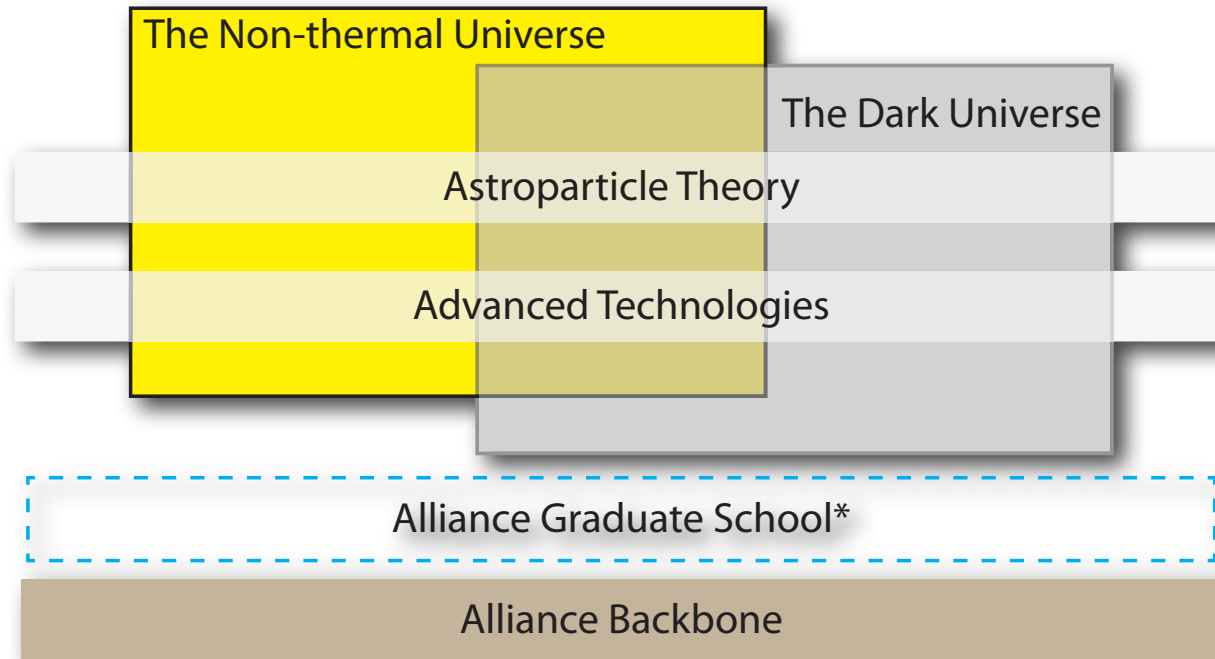 The Non-thermal Universe
The Dark Universe
Astroparticle Theory
Advanced Technologies
Alliance Graduate School*
Alliance Backbone